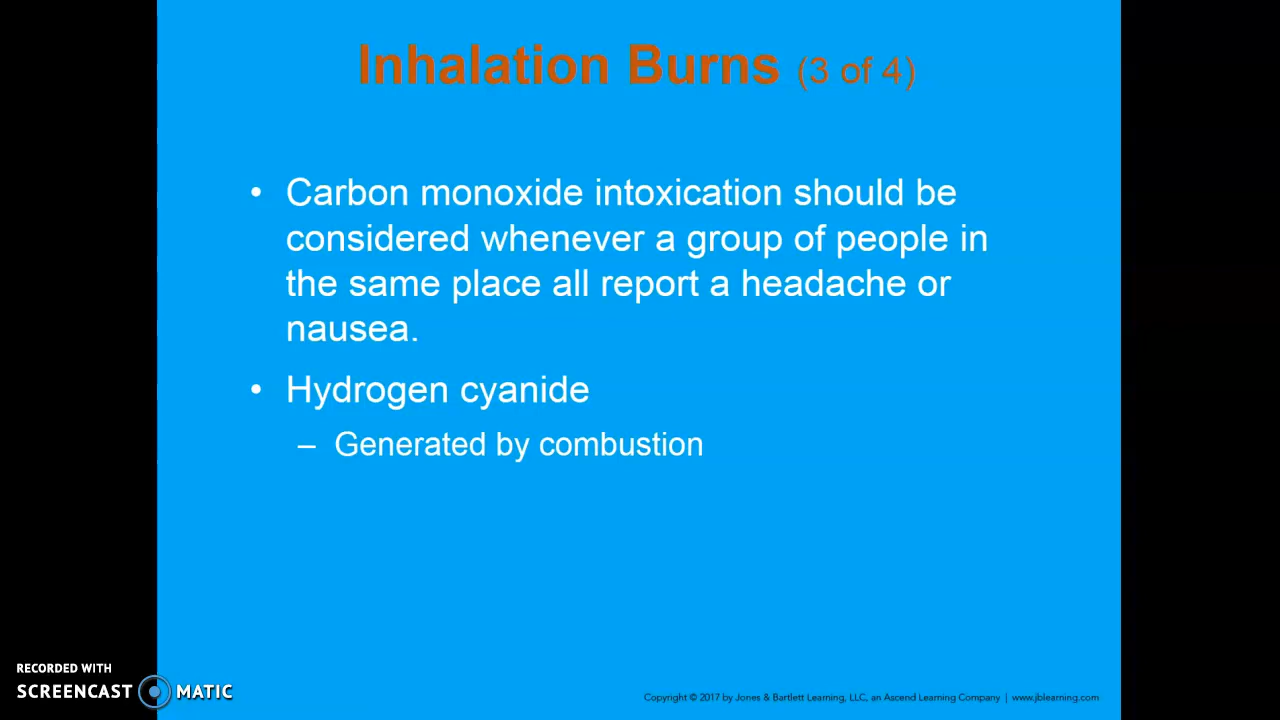 Inhalation Burns (3 of 4)
• Carbon monoxide intoxication should be
considered whenever a group of people in
the same place all report a headache or
nausea.
• Hydrogen cyanide
– Generated by combustion
RECORDED WITH
SCREENCAST MATIC
Copyright © 2017 by Jones & Bartlett Learning, LLC, an Ascend Learning Company | www.jblearning.com